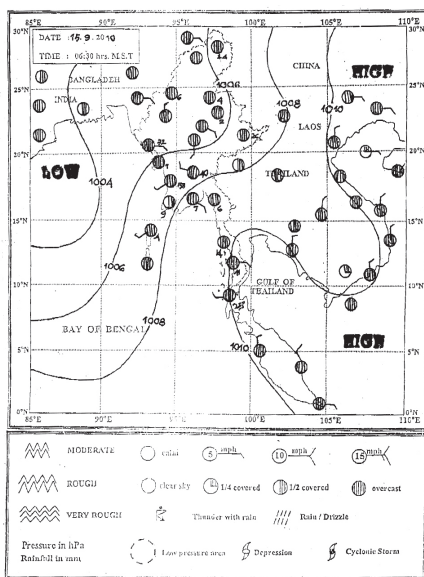 85°E 90°E 95°E 100°E 105°E 110°E
30°N 30°N
DATE : 15.9.2010
TIME : 06:30 hrs. M.S.T
CHINA
HIGH
BANGLADEH
1006
1010
25°N 25°N
INDIA
1008
LAOS
20°N 20°N
LOW
THAILAND
1004
15°N 15°N
1006
GULF OF
THAILAND
10°N 10°N
1008
BAY OF BENGAL
HIGH
1010
5°N 5°N
0°N 0°N
85°E 90°E 95°E 100°E 105°E 110°E
MODERATE calm 5 mph 10 mph 15 mph
ROUGH clear sky 1/4 covered 1/2 covered overcast
VERY ROUGH Thunder with rain Rain / Drizzle
Pressure in hPa
Rainfall in mm
Low pressure area Depression Cyclonic Storm